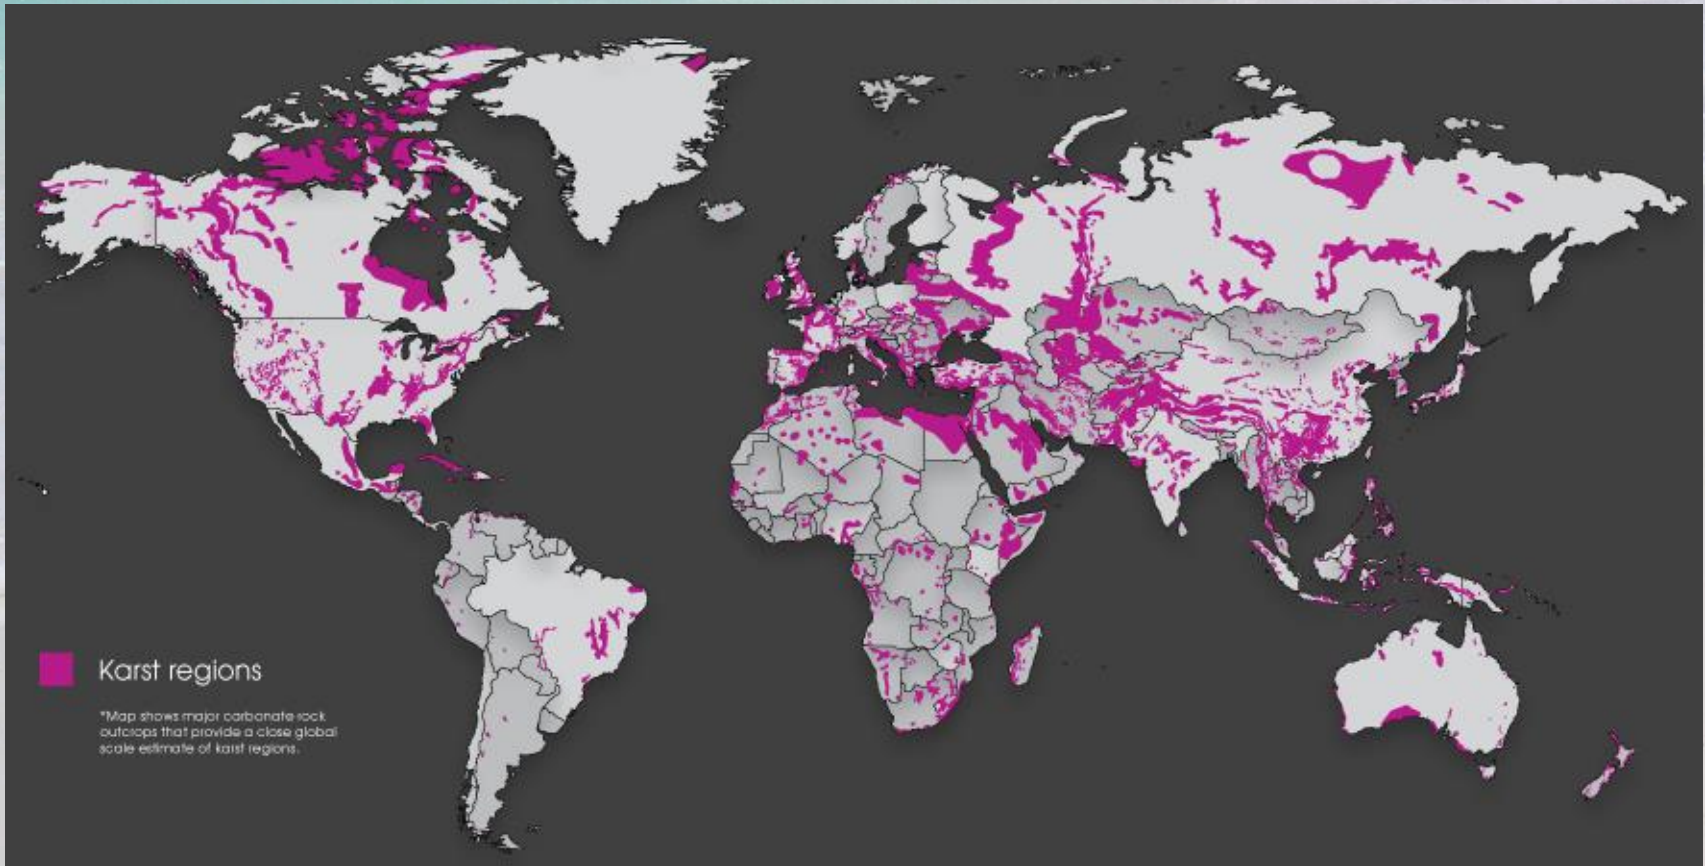 Karst regions
*Map shows major carbonate rock
outcrops that provide a close global
scale estimate of karst regions.